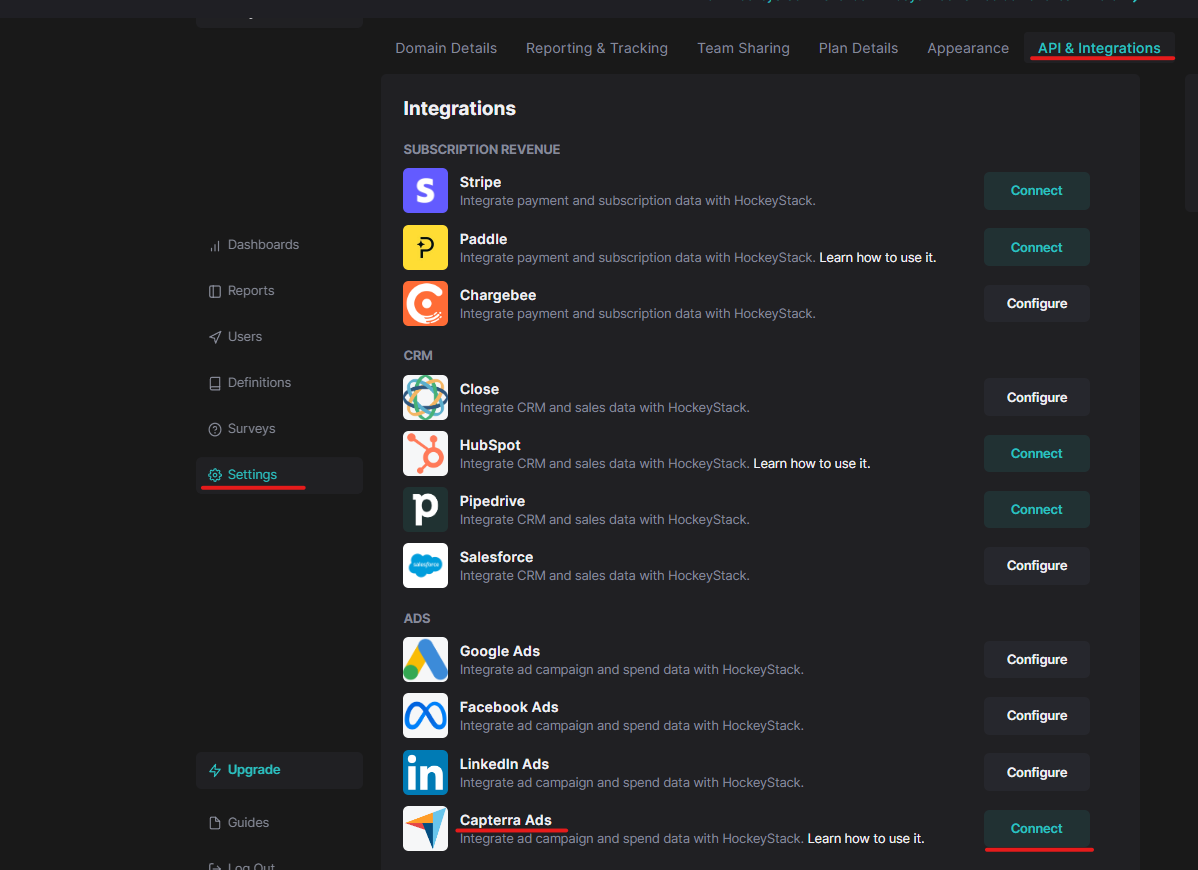 Domain Details
Reporting & Tracking
Team Sharing
Plan Details
Appearance
API & Integrations
Dashboards
Reports
Users
Definitions
Surveys
Settings
Upgrade
Guides
Log Out
Integrations
SUBSCRIPTION REVENUE
Stripe
Integrate payment and subscription data with HockeyStack.
Connect
Paddle
Integrate payment and subscription data with HockeyStack. Learn how to use it.
Connect
Chargebee
Integrate payment and subscription data with HockeyStack.
Configure
CRM
Close
Integrate CRM and sales data with HockeyStack.
Configure
HubSpot
Integrate CRM and sales data with HockeyStack. Learn how to use it.
Connect
Pipedrive
Integrate CRM and sales data with HockeyStack.
Connect
salesforce
Salesforce
Integrate CRM and sales data with HockeyStack.
Configure
ADS
Google Ads
Integrate ad campaign and spend data with HockeyStack.
Configure
Facebook Ads
Integrate ad campaign and spend data with HockeyStack.
Configure
in
LinkedIn Ads
Integrate ad campaign and spend data with HockeyStack.
Configure
Capterra Ads
Integrate ad campaign and spend data with HockeyStack. Learn how to use it.
Connect